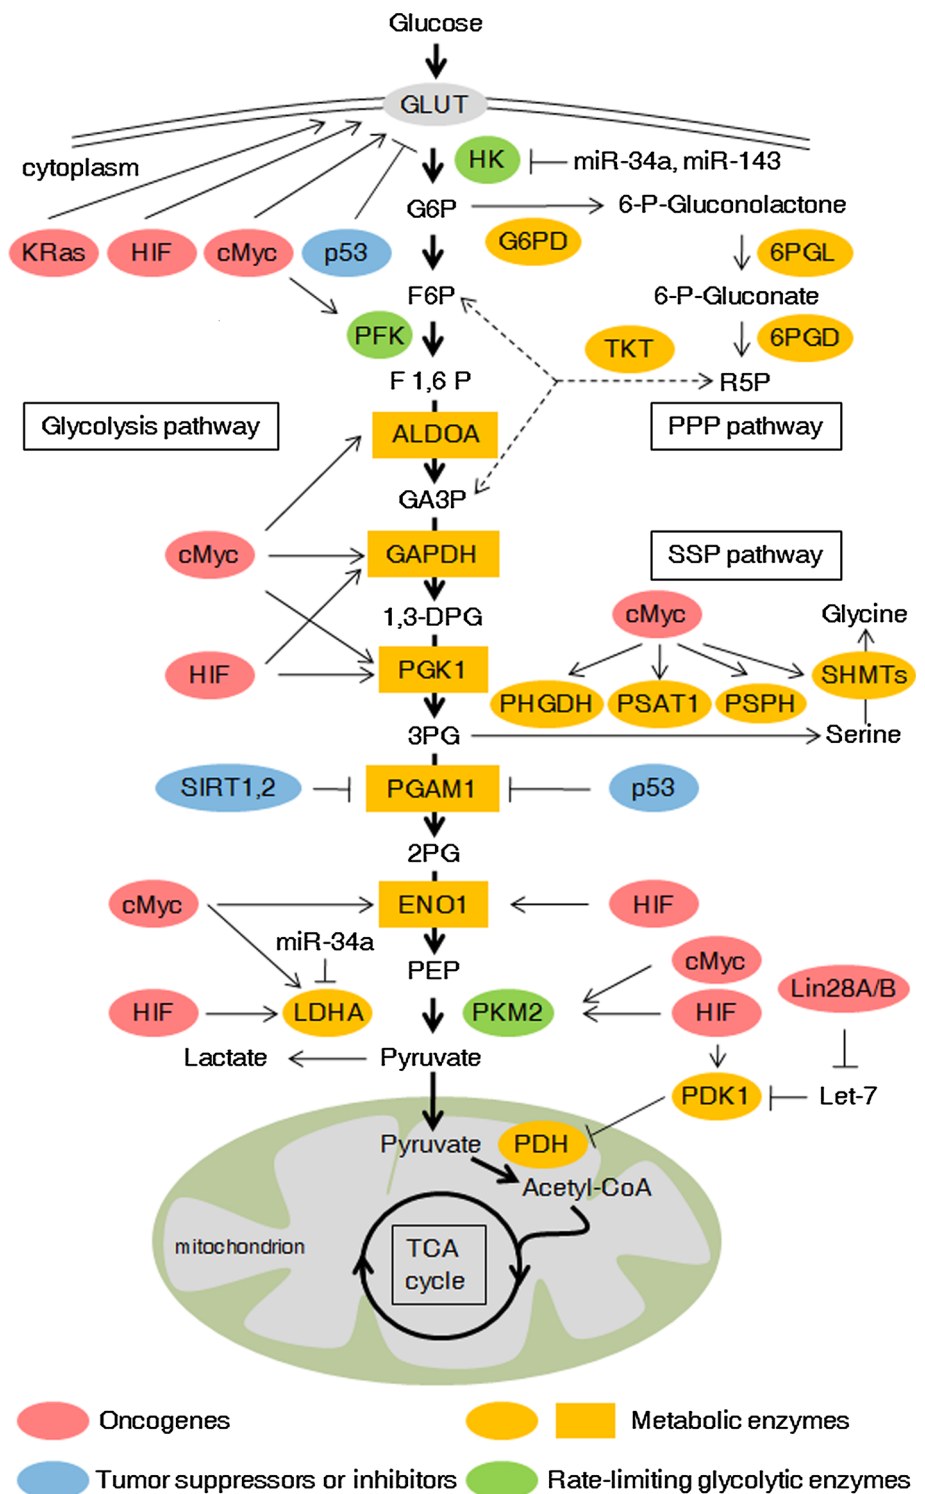 Glucose
GLUT
cytoplasm
HK
miR-34a, miR-143
G6P
6-P-Gluconolactone
KRas
HIF
cMyc
p53
G6PD
6PGL
F6P
6-P-Gluconate
PFK
TKT
6PGD
F 1,6 P
R5P
Glycolysis pathway
ALDOA
PPP pathway
GA3P
cMyc
GAPDH
SSP pathway
1,3-DPG
cMyc
Glycine
HIF
PGK1
PHGDH
PSAT1
PSPH
SHMTs
3PG
Serine
SIRT1,2
PGAM1
p53
2PG
cMyc
ENO1
HIF
miR-34a
PEP
cMyc
Lin28A/B
HIF
LDHA
PKM2
HIF
Lactate
Pyruvate
PDK1
Let-7
Pyruvate
PDH
Acetyl-CoA
mitochondrion
TCA
cycle
Oncogenes
Metabolic enzymes
Tumor suppressors or inhibitors
Rate-limiting glycolytic enzymes